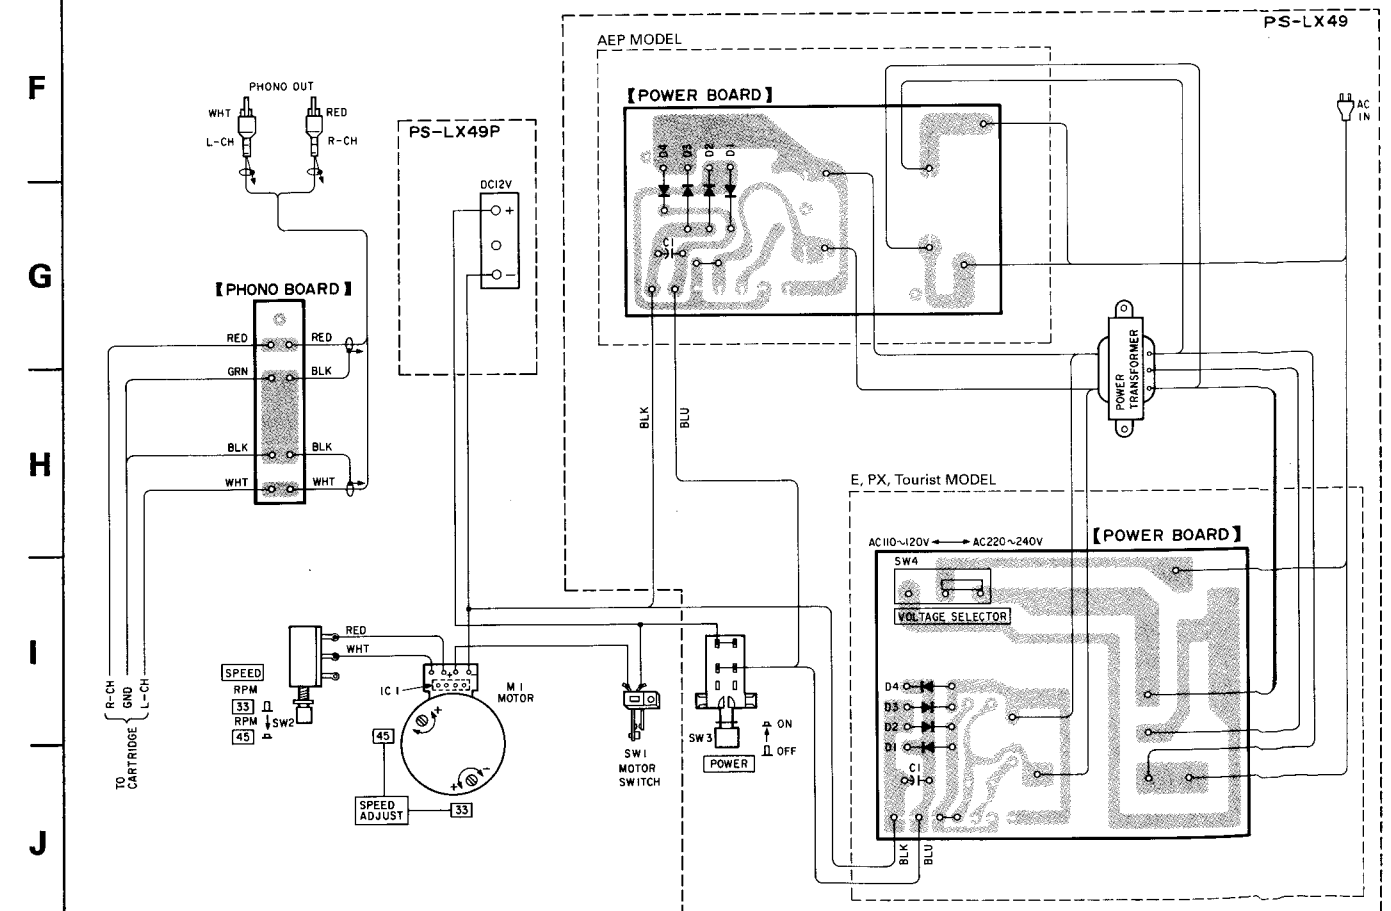 PS-LX49
AEP MODEL
F
PHONO OUT
【POWER BOARD】
WHT
RED
AC
IN
L-CH
R-CH
PS-LX49P
D4
D3
D2
D1
DC12V
+
C1
−
G
【PHONO BOARD】
RED
RED
GRN
BLK
POWER
TRANSFORMER
BLK
BLU
H
BLK
BLK
WHT
WHT
E, PX, Tourist MODEL
AC110~120V
AC220~240V
【POWER BOARD】
SW4
VOLTAGE SELECTOR
RED
WHT
I
SPEED
RPM
33
RPM
45
SW2
IC1
+
−
M1
MOTOR
D4
D3
D2
D1
C1
R-CH
GND
L-CH
TO
CARTRIDGE
45
+
+
−
SW1
MOTOR
SWITCH
SW3
ON
OFF
POWER
SPEED
ADJUST
33
J
BLK
BLU